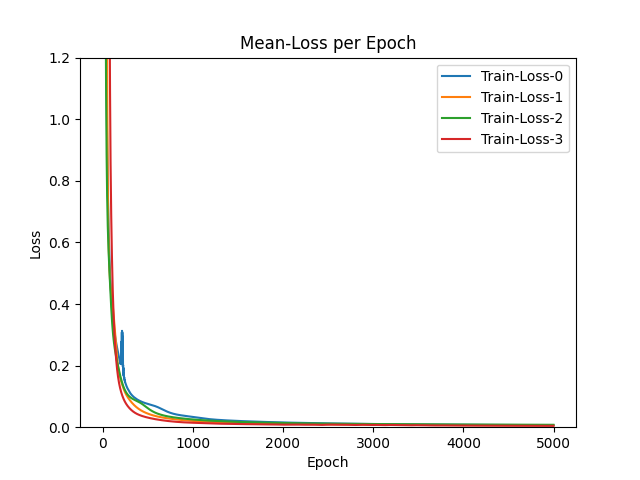 Mean-Loss per Epoch
Train-Loss-0
Train-Loss-1
Train-Loss-2
Train-Loss-3
Loss
1.2
1.0
0.8
0.6
0.4
0.2
0.0
0 1000 2000 3000 4000 5000
Epoch